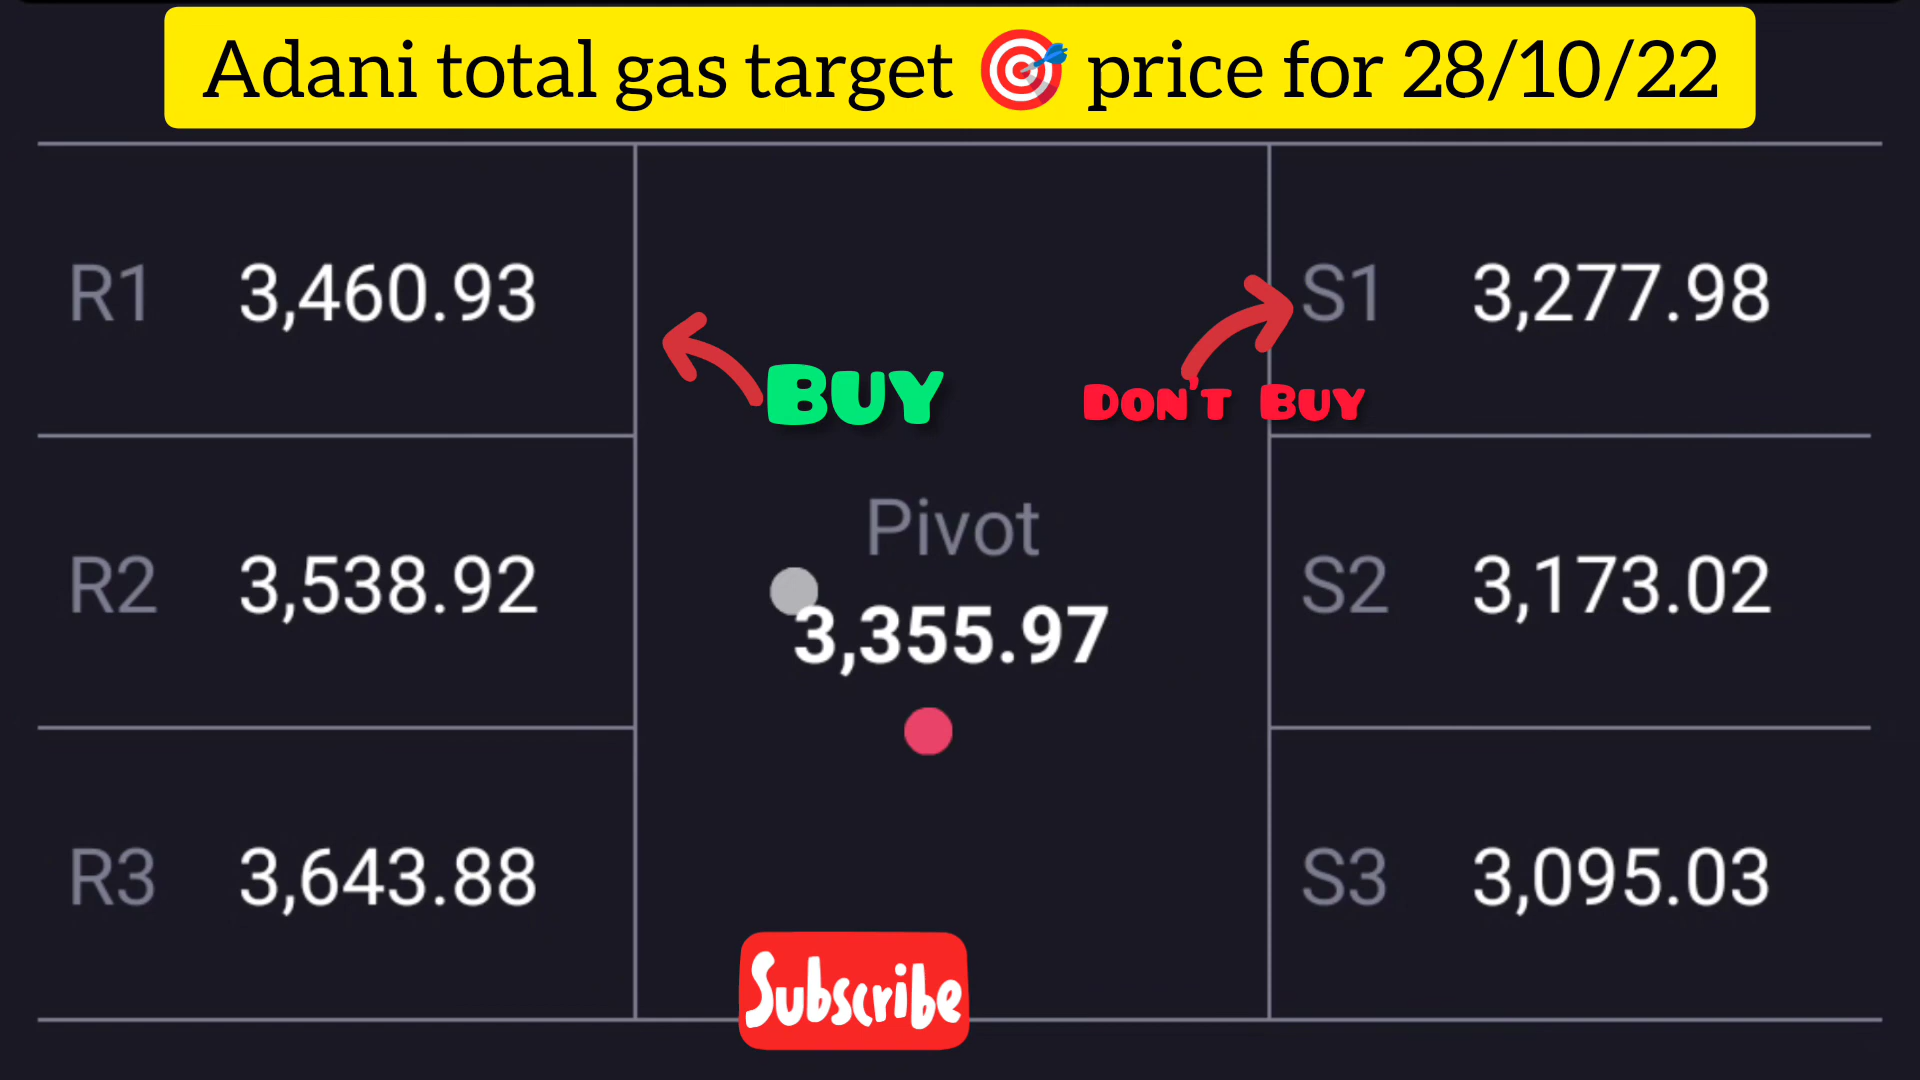 Adani total gas target 🎯 price for 28/10/22
R1 3,460.93
S1 3,277.98
BUY
DON'T BUY
Pivot
3,355.97
R2 3,538.92
S2 3,173.02
R3 3,643.88
S3 3,095.03
Subscribe